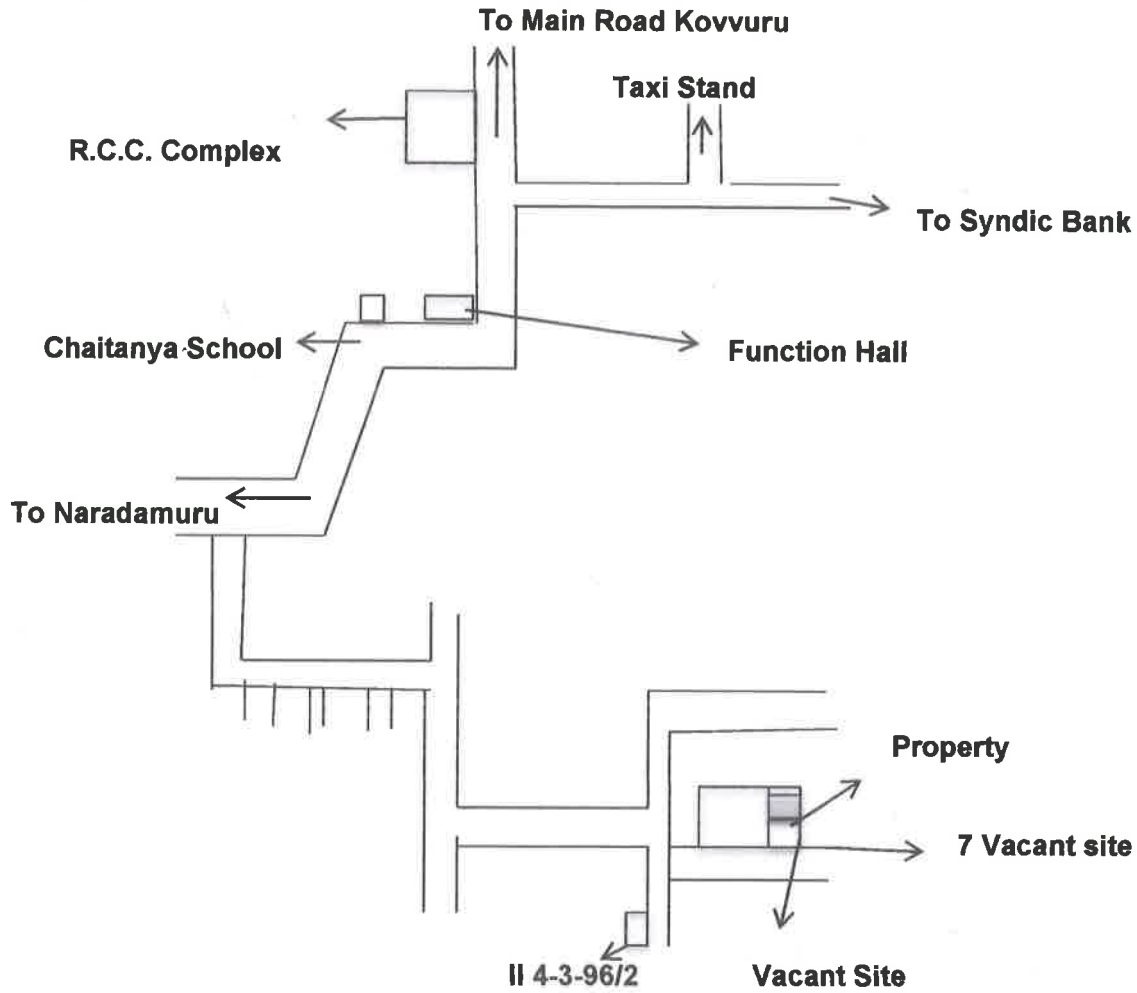 To Main Road Kovvuru
Taxi Stand
R.C.C. Complex
To Syndic Bank
Chaitanya School
Function Hall
To Naradamuru
Property
7 Vacant site
II 4-3-96/2
Vacant Site